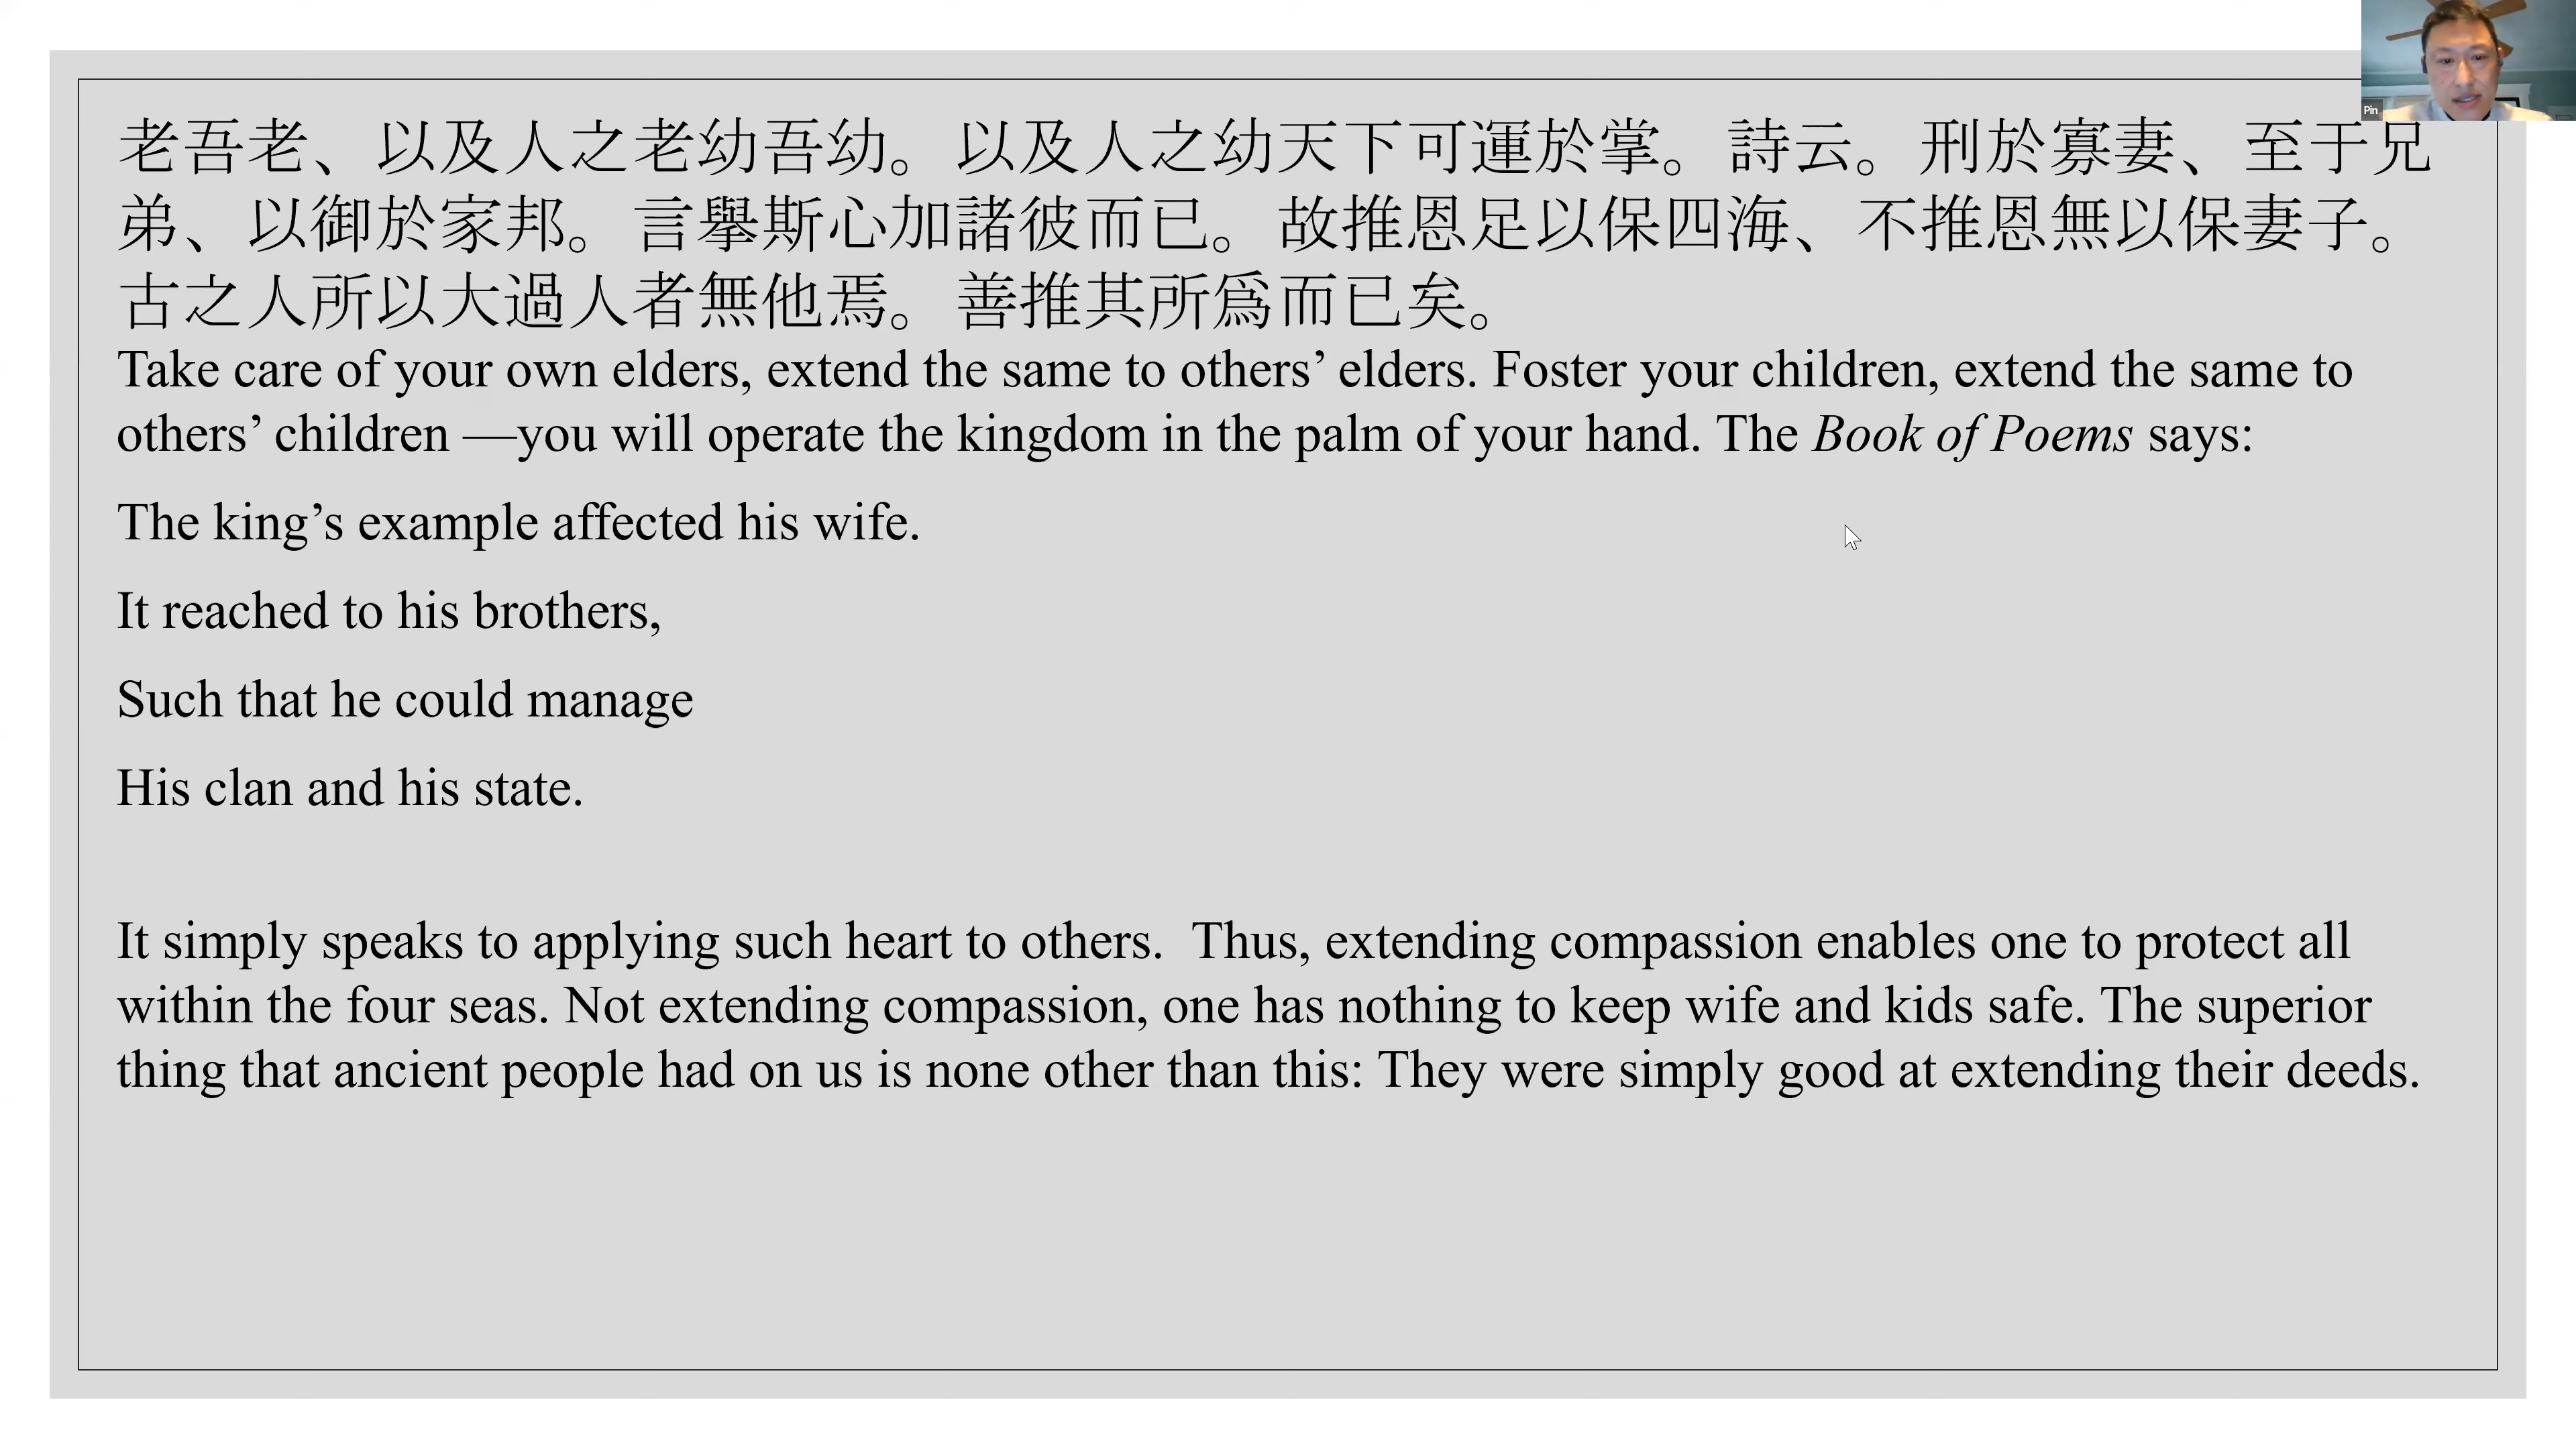 老吾老、以及人之老幼吾幼。以及人之幼天下可運於掌。詩云。刑於寡妻、至于兄
弟、以御於家邦。言擧斯心加諸彼而已。故推恩足以保四海、不推恩無以保妻子。
古之人所以大過人者無他焉。善推其所爲而已矣。
Take care of your own elders, extend the same to others’ elders. Foster your children, extend the same to
others’ children —you will operate the kingdom in the palm of your hand. The Book of Poems says:
The king’s example affected his wife.
It reached to his brothers,
Such that he could manage
His clan and his state.
It simply speaks to applying such heart to others.  Thus, extending compassion enables one to protect all
within the four seas. Not extending compassion, one has nothing to keep wife and kids safe. The superior
thing that ancient people had on us is none other than this: They were simply good at extending their deeds.
Pin